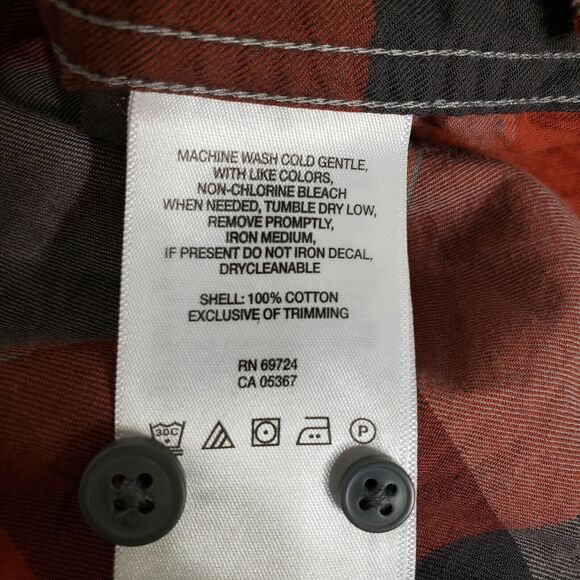 MACHINE WASH COLD GENTLE,
WITH LIKE COLORS,
NON-CHLORINE BLEACH
WHEN NEEDED, TUMBLE DRY LOW,
REMOVE PROMPTLY,
IRON MEDIUM,
IF PRESENT DO NOT IRON DECAL,
DRYCLEANABLE
SHELL: 100% COTTON
EXCLUSIVE OF TRIMMING
RN 69724
CA 05367
30C P